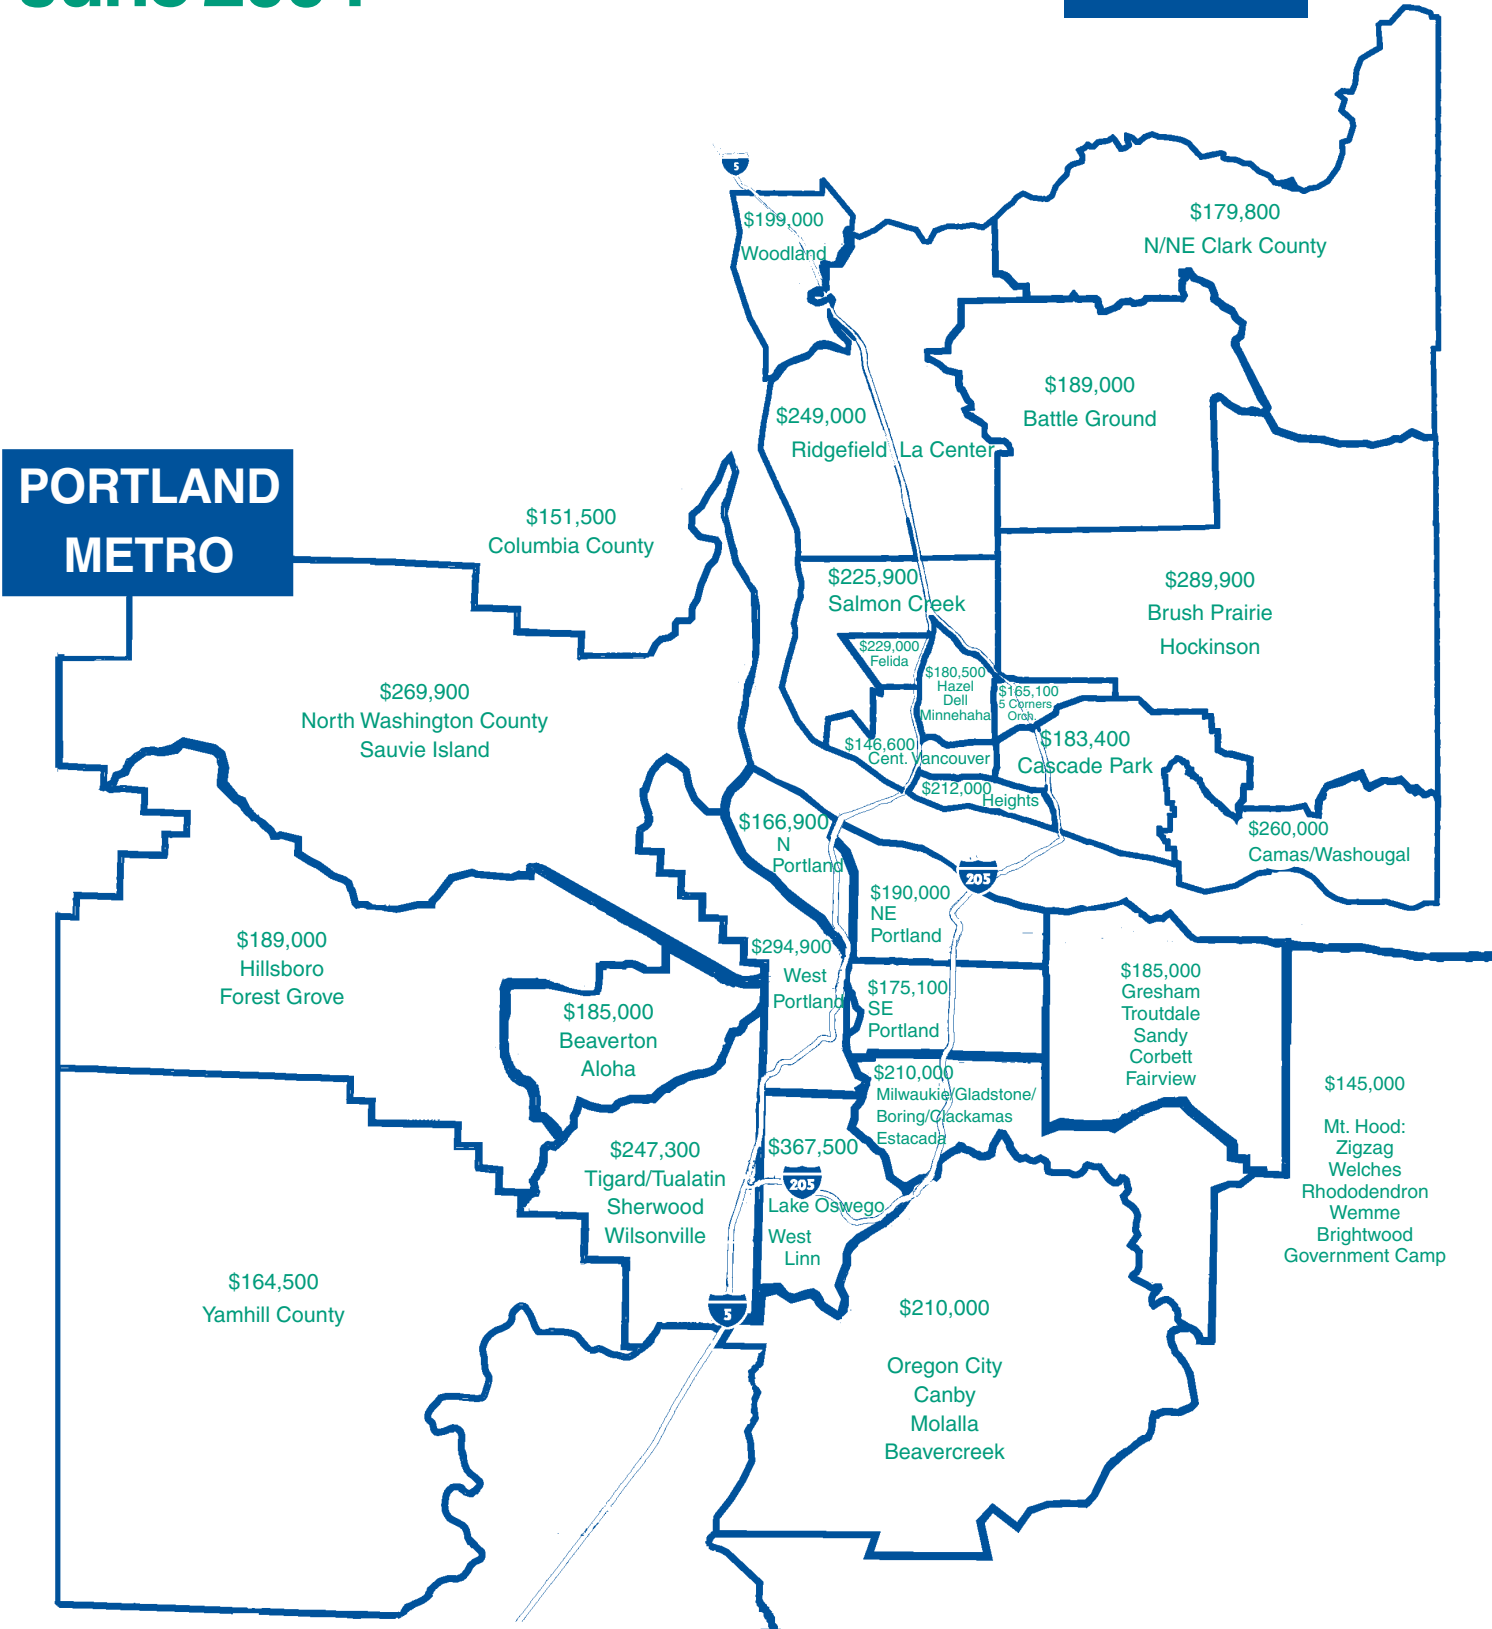 5
$199,000
Woodland
$179,800
N/NE Clark County
$189,000
Battle Ground
$249,000
Ridgefield La Center
PORTLAND
METRO
$151,500
Columbia County
$225,900
Salmon Creek
$289,900
Brush Prairie
Hockinson
$229,000
Felida
$180,500
Hazel
Dell
Minnehaha
$165,100
5 Corners
Orch.
$269,900
North Washington County
Sauvie Island
$146,600
Cent. Vancouver
$183,400
Cascade Park
$212,000
Heights
$166,900
N
Portland
$260,000
Camas/Washougal
205
$190,000
NE
Portland
$189,000
Hillsboro
Forest Grove
$294,900
West
Portland
$175,100
SE
Portland
$185,000
Gresham
Troutdale
Sandy
Corbett
Fairview
$185,000
Beaverton
Aloha
$210,000
Milwaukie/Gladstone/
Boring/Clackamas
Estacada
$145,000
Mt. Hood:
Zigzag
Welches
Rhododendron
Wemme
Brightwood
Government Camp
$247,300
Tigard/Tualatin
Sherwood
Wilsonville
$367,500
205
Lake Oswego
West
Linn
$164,500
Yamhill County
5
$210,000
Oregon City
Canby
Molalla
Beavercreek